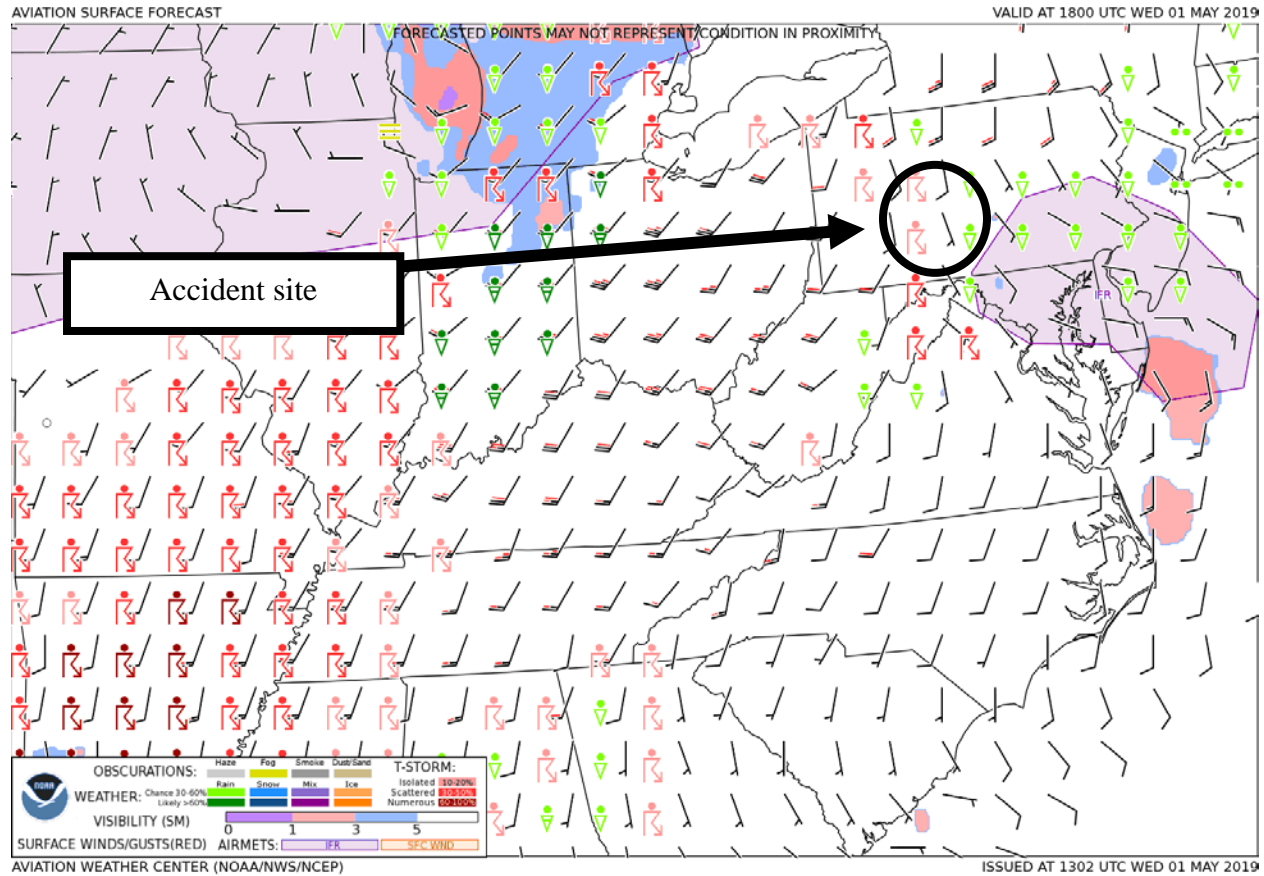 AVIATION SURFACE FORECAST
VALID AT 1800 UTC WED 01 MAY 2019
FORECASTED POINTS MAY NOT REPRESENT CONDITION IN PROXIMITY
Accident site
IFR
NOAA
OBSCURATIONS: Haze Fog Smoke Dust/Sand
T-STORM:
WEATHER: Rain Snow Mix Ice
Chance 30-60%
Likely >60%
Isolated 10-20%
Scattered 30-50%
Numerous 60-100%
VISIBILITY (SM)
0 1 3 5
SURFACE WINDS/GUSTS(RED) AIRMETS: IFR SFC WND
AVIATION WEATHER CENTER (NOAA/NWS/NCEP)
ISSUED AT 1302 UTC WED 01 MAY 2019